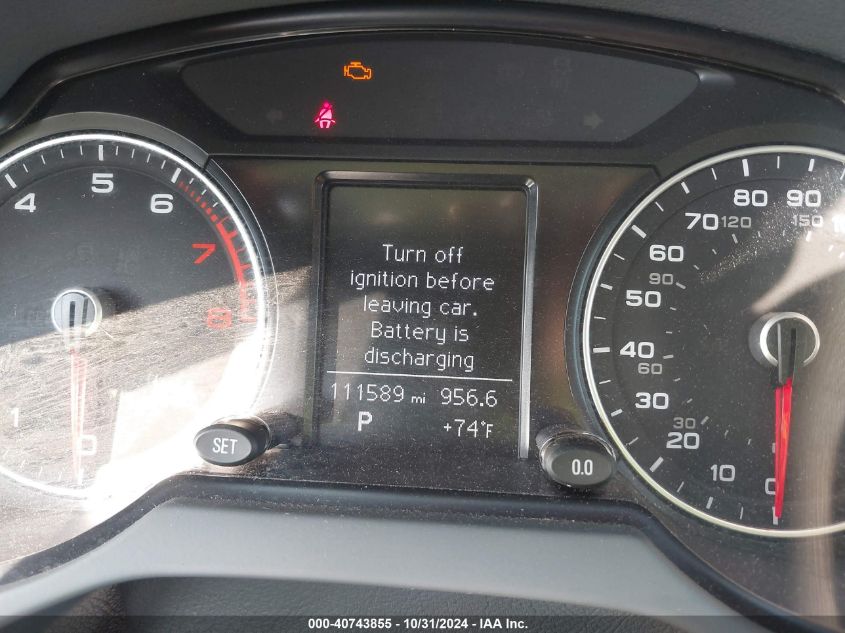 4
5
6
7
8
1
0
SET
Turn off
ignition before
leaving car.
Battery is
discharging
111589 mi 956.6
P
+74°F
80
90
70
120
150
60
90
50
40
60
30
30
20
10
0
0.0
000-40743855 - 10/31/2024 - IAA Inc.